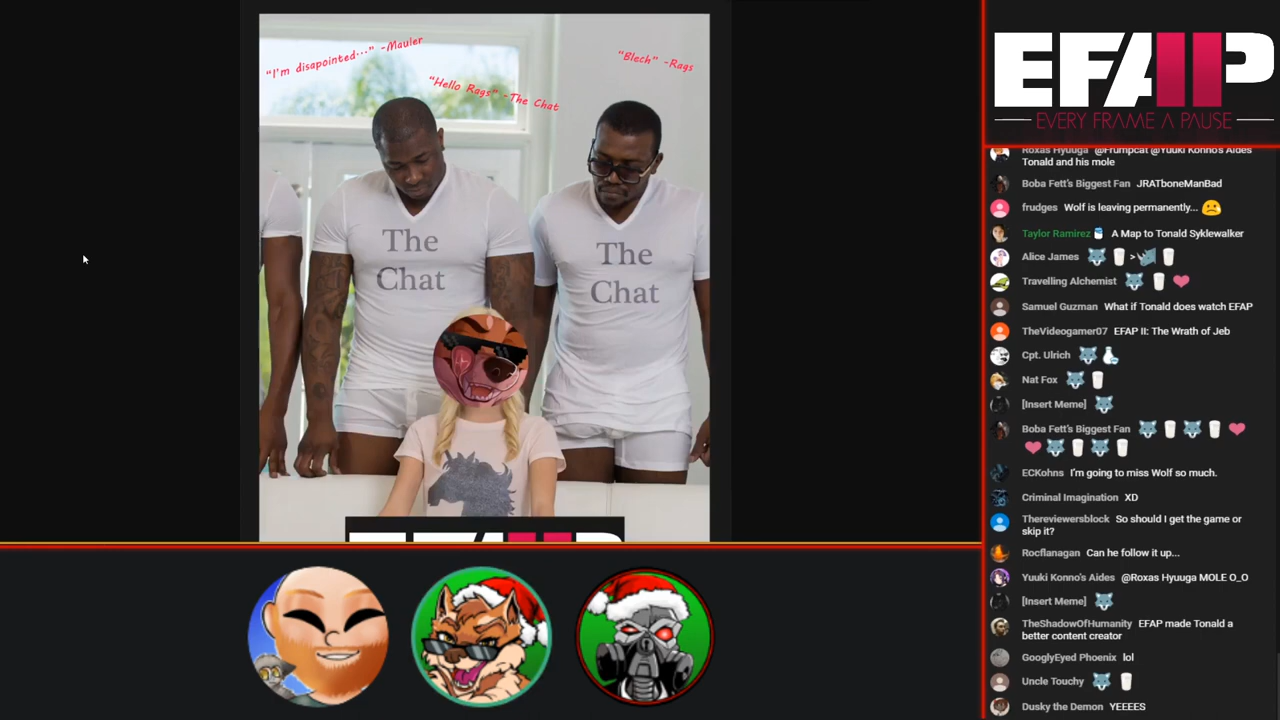 "I'm disapointed..." -Mauler
"Hello Rags" -The Chat
"Blech" -Rags
The
Chat
The
Chat
EFAP
EFAP
EVERY FRAME A PAUSE
Roxas Hyuuga @Frumpcat @Yuuki Konno's Aides
Tonald and his mole
Boba Fett's Biggest Fan JRATboneManBad
frudges Wolf is leaving permanently... 🙁
Taylor Ramirez A Map to Tonald Syklewalker
Alice James 🐺🥛>🦏🥛
Travelling Alchemist 🐺🥛❤
Samuel Guzman What if Tonald does watch EFAP
TheVideogamer07 EFAP II: The Wrath of Jeb
Cpt. Ulrich 🐺🍶
Nat Fox 🐺🥛
[Insert Meme] 🐺
Boba Fett's Biggest Fan 🐺🥛🐺🥛❤
❤🐺🥛🐺🥛
ECKohns I'm going to miss Wolf so much.
Criminal Imagination XD
Thereviewersblock So should I get the game or
skip it?
Rocflanagan Can he follow it up...
Yuuki Konno's Aides @Roxas Hyuuga MOLE O_O
[Insert Meme] 🐺
TheShadowOfHumanity EFAP made Tonald a
better content creator
GooglyEyed Phoenix lol
Uncle Touchy 🐺🥛
Dusky the Demon YEEEES